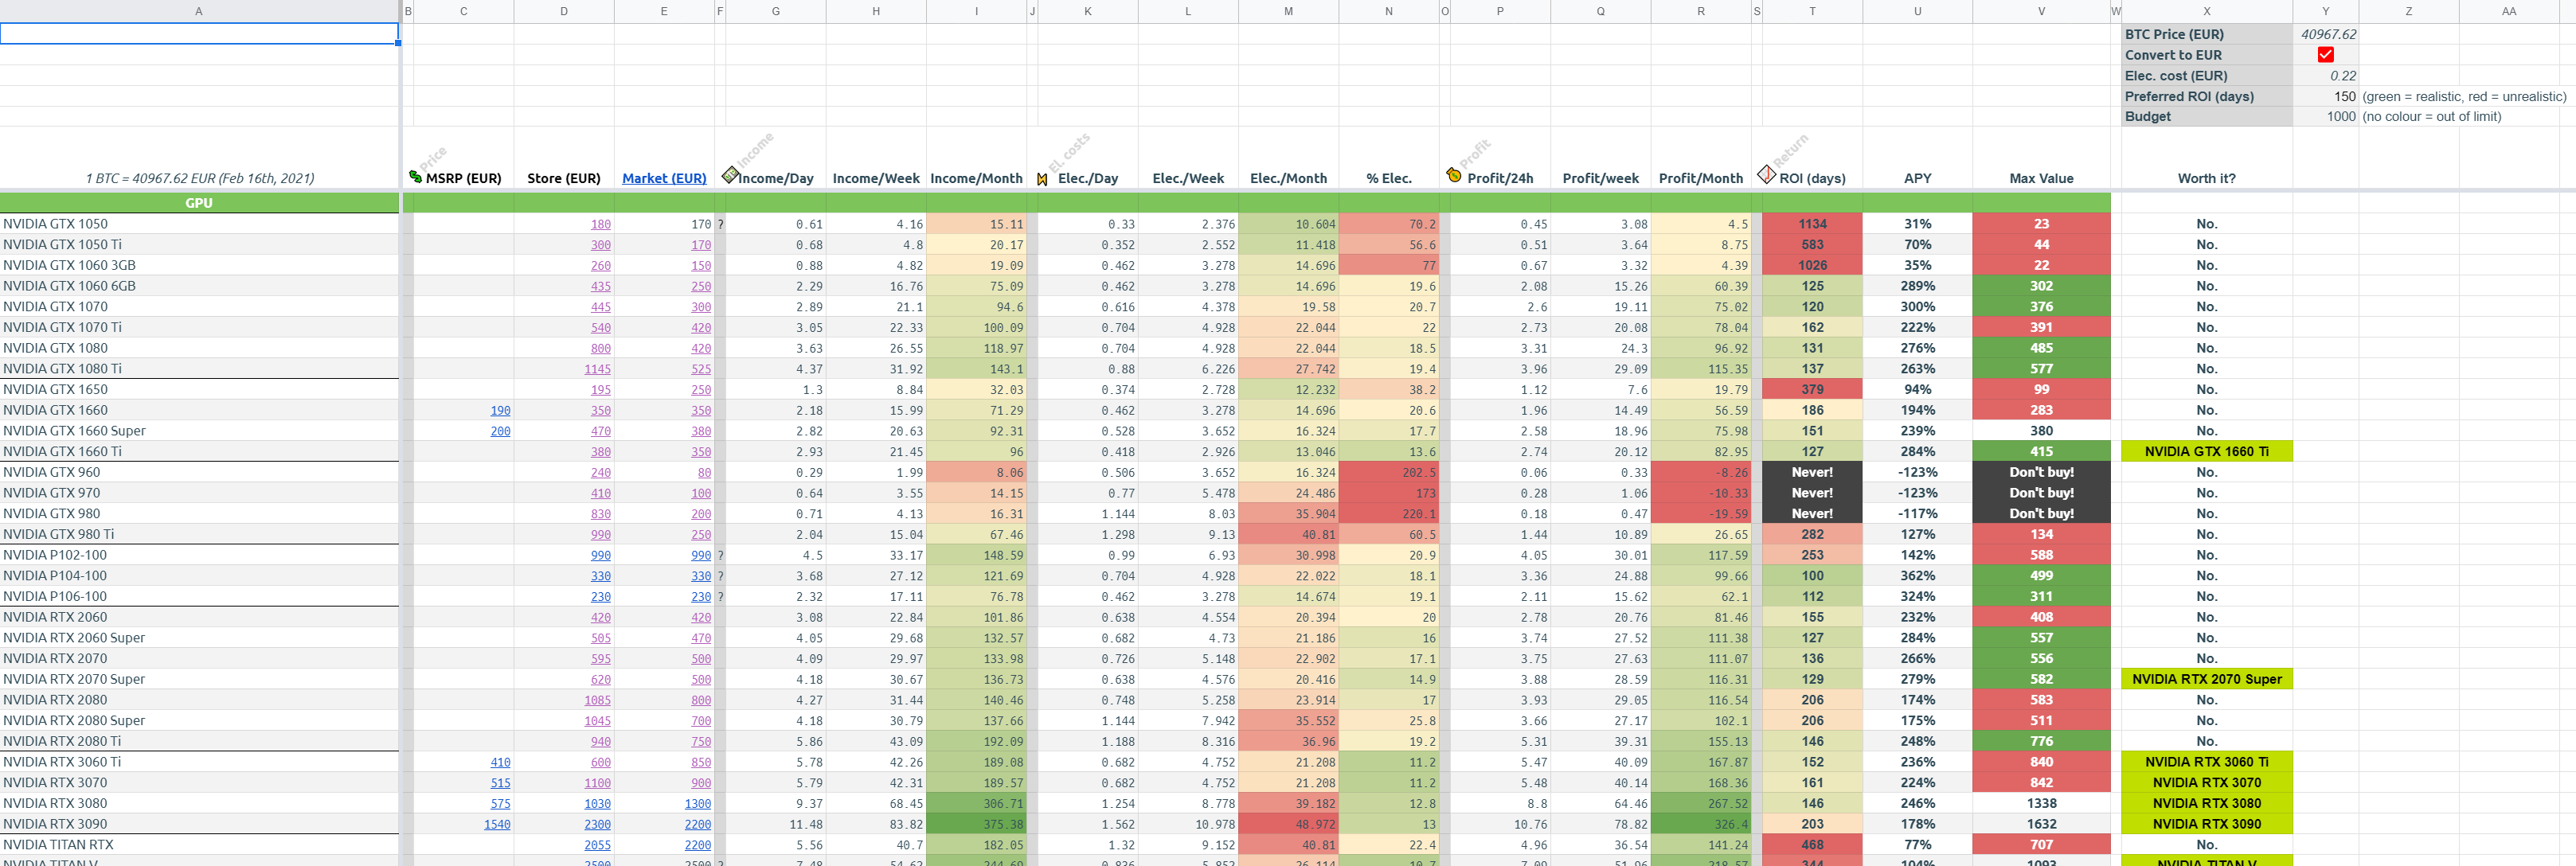 A B C D E F G H I J K L M N O P Q R S T U V W X Y Z AA
BTC Price (EUR) 40967.62
Convert to EUR
Elec. cost (EUR) 0.22
Preferred ROI (days) 150 (green = realistic, red = unrealistic)
Budget 1000 (no colour = out of limit)
Price Income El. costs Profit Return
1 BTC = 40967.62 EUR (Feb 16th, 2021) MSRP (EUR) Store (EUR) Market (EUR) Income/Day Income/Week Income/Month Elec./Day Elec./Week Elec./Month % Elec. Profit/24h Profit/week Profit/Month ROI (days) APY Max Value Worth it?
GPU
NVIDIA GTX 1050 180 170 ? 0.61 4.16 15.11 0.33 2.376 10.604 70.2 0.45 3.08 4.5 1134 31% 23 No.
NVIDIA GTX 1050 Ti 300 170 0.68 4.8 20.17 0.352 2.552 11.418 56.6 0.51 3.64 8.75 583 70% 44 No.
NVIDIA GTX 1060 3GB 260 150 0.88 4.82 19.09 0.462 3.278 14.696 77 0.67 3.32 4.39 1026 35% 22 No.
NVIDIA GTX 1060 6GB 435 250 2.29 16.76 75.09 0.462 3.278 14.696 19.6 2.08 15.26 60.39 125 289% 302 No.
NVIDIA GTX 1070 445 300 2.89 21.1 94.6 0.616 4.378 19.58 20.7 2.6 19.11 75.02 120 300% 376 No.
NVIDIA GTX 1070 Ti 540 420 3.05 22.33 100.09 0.704 4.928 22.044 22 2.73 20.08 78.04 162 222% 391 No.
NVIDIA GTX 1080 800 420 3.63 26.55 118.97 0.704 4.928 22.044 18.5 3.31 24.3 96.92 131 276% 485 No.
NVIDIA GTX 1080 Ti 1145 525 4.37 31.92 143.1 0.88 6.226 27.742 19.4 3.96 29.09 115.35 137 263% 577 No.
NVIDIA GTX 1650 195 250 1.3 8.84 32.03 0.374 2.728 12.232 38.2 1.12 7.6 19.79 379 94% 99 No.
NVIDIA GTX 1660 190 350 350 2.18 15.99 71.29 0.462 3.278 14.696 20.6 1.96 14.49 56.59 186 194% 283 No.
NVIDIA GTX 1660 Super 200 470 380 2.82 20.63 92.31 0.528 3.652 16.324 17.7 2.58 18.96 75.98 151 239% 380 No.
NVIDIA GTX 1660 Ti 380 350 2.93 21.45 96 0.418 2.926 13.046 13.6 2.74 20.12 82.95 127 284% 415 NVIDIA GTX 1660 Ti
NVIDIA GTX 960 240 80 0.29 1.99 8.06 0.506 3.652 16.324 202.5 0.06 0.33 -8.26 Never! -123% Don't buy! No.
NVIDIA GTX 970 410 100 0.64 3.55 14.15 0.77 5.478 24.486 173 0.28 1.06 -10.33 Never! -123% Don't buy! No.
NVIDIA GTX 980 830 200 0.71 4.13 16.31 1.144 8.03 35.904 220.1 0.18 0.47 -19.59 Never! -117% Don't buy! No.
NVIDIA GTX 980 Ti 990 250 2.04 15.04 67.46 1.298 9.13 40.81 60.5 1.44 10.89 26.65 282 127% 134 No.
NVIDIA P102-100 990 990 ? 4.5 33.17 148.59 0.99 6.93 30.998 20.9 4.05 30.01 117.59 253 142% 588 No.
NVIDIA P104-100 330 330 ? 3.68 27.12 121.69 0.704 4.928 22.022 18.1 3.36 24.88 99.66 100 362% 499 No.
NVIDIA P106-100 230 230 ? 2.32 17.11 76.78 0.462 3.278 14.674 19.1 2.11 15.62 62.1 112 324% 311 No.
NVIDIA RTX 2060 420 420 3.08 22.84 101.86 0.638 4.554 20.394 20 2.78 20.76 81.46 155 232% 408 No.
NVIDIA RTX 2060 Super 505 470 4.05 29.68 132.57 0.682 4.73 21.186 16 3.74 27.52 111.38 127 284% 557 No.
NVIDIA RTX 2070 595 500 4.09 29.97 133.98 0.726 5.148 22.902 17.1 3.75 27.63 111.07 136 266% 556 No.
NVIDIA RTX 2070 Super 620 500 4.18 30.67 136.73 0.638 4.576 20.416 14.9 3.88 28.59 116.31 129 279% 582 NVIDIA RTX 2070 Super
NVIDIA RTX 2080 1085 800 4.27 31.44 140.46 0.748 5.258 23.914 17 3.93 29.05 116.54 206 174% 583 No.
NVIDIA RTX 2080 Super 1045 700 4.18 30.79 137.66 1.144 7.942 35.552 25.8 3.66 27.17 102.1 206 175% 511 No.
NVIDIA RTX 2080 Ti 940 750 5.86 43.09 192.09 1.188 8.316 36.96 19.2 5.31 39.31 155.13 146 248% 776 No.
NVIDIA RTX 3060 Ti 410 600 850 5.78 42.26 189.08 0.682 4.752 21.208 11.2 5.47 40.09 167.87 152 236% 840 NVIDIA RTX 3060 Ti
NVIDIA RTX 3070 515 1100 900 5.79 42.31 189.57 0.682 4.752 21.208 11.2 5.48 40.14 168.36 161 224% 842 NVIDIA RTX 3070
NVIDIA RTX 3080 575 1030 1300 9.37 68.45 306.71 1.254 8.778 39.182 12.8 8.8 64.46 267.52 146 246% 1338 NVIDIA RTX 3080
NVIDIA RTX 3090 1540 2300 2200 11.48 83.82 375.38 1.562 10.978 48.972 13 10.76 78.82 326.4 203 178% 1632 NVIDIA RTX 3090
NVIDIA TITAN RTX 2055 2200 5.56 40.7 182.05 1.32 9.152 40.81 22.4 4.96 36.54 141.24 468 77% 707 No.
NVIDIA TITAN V 2500 2500 ? 7.48 54.62 244.69 0.836 5.852 26.114 10.7 7.09 51.96 218.57 344 104% 1093 NVIDIA TITAN V